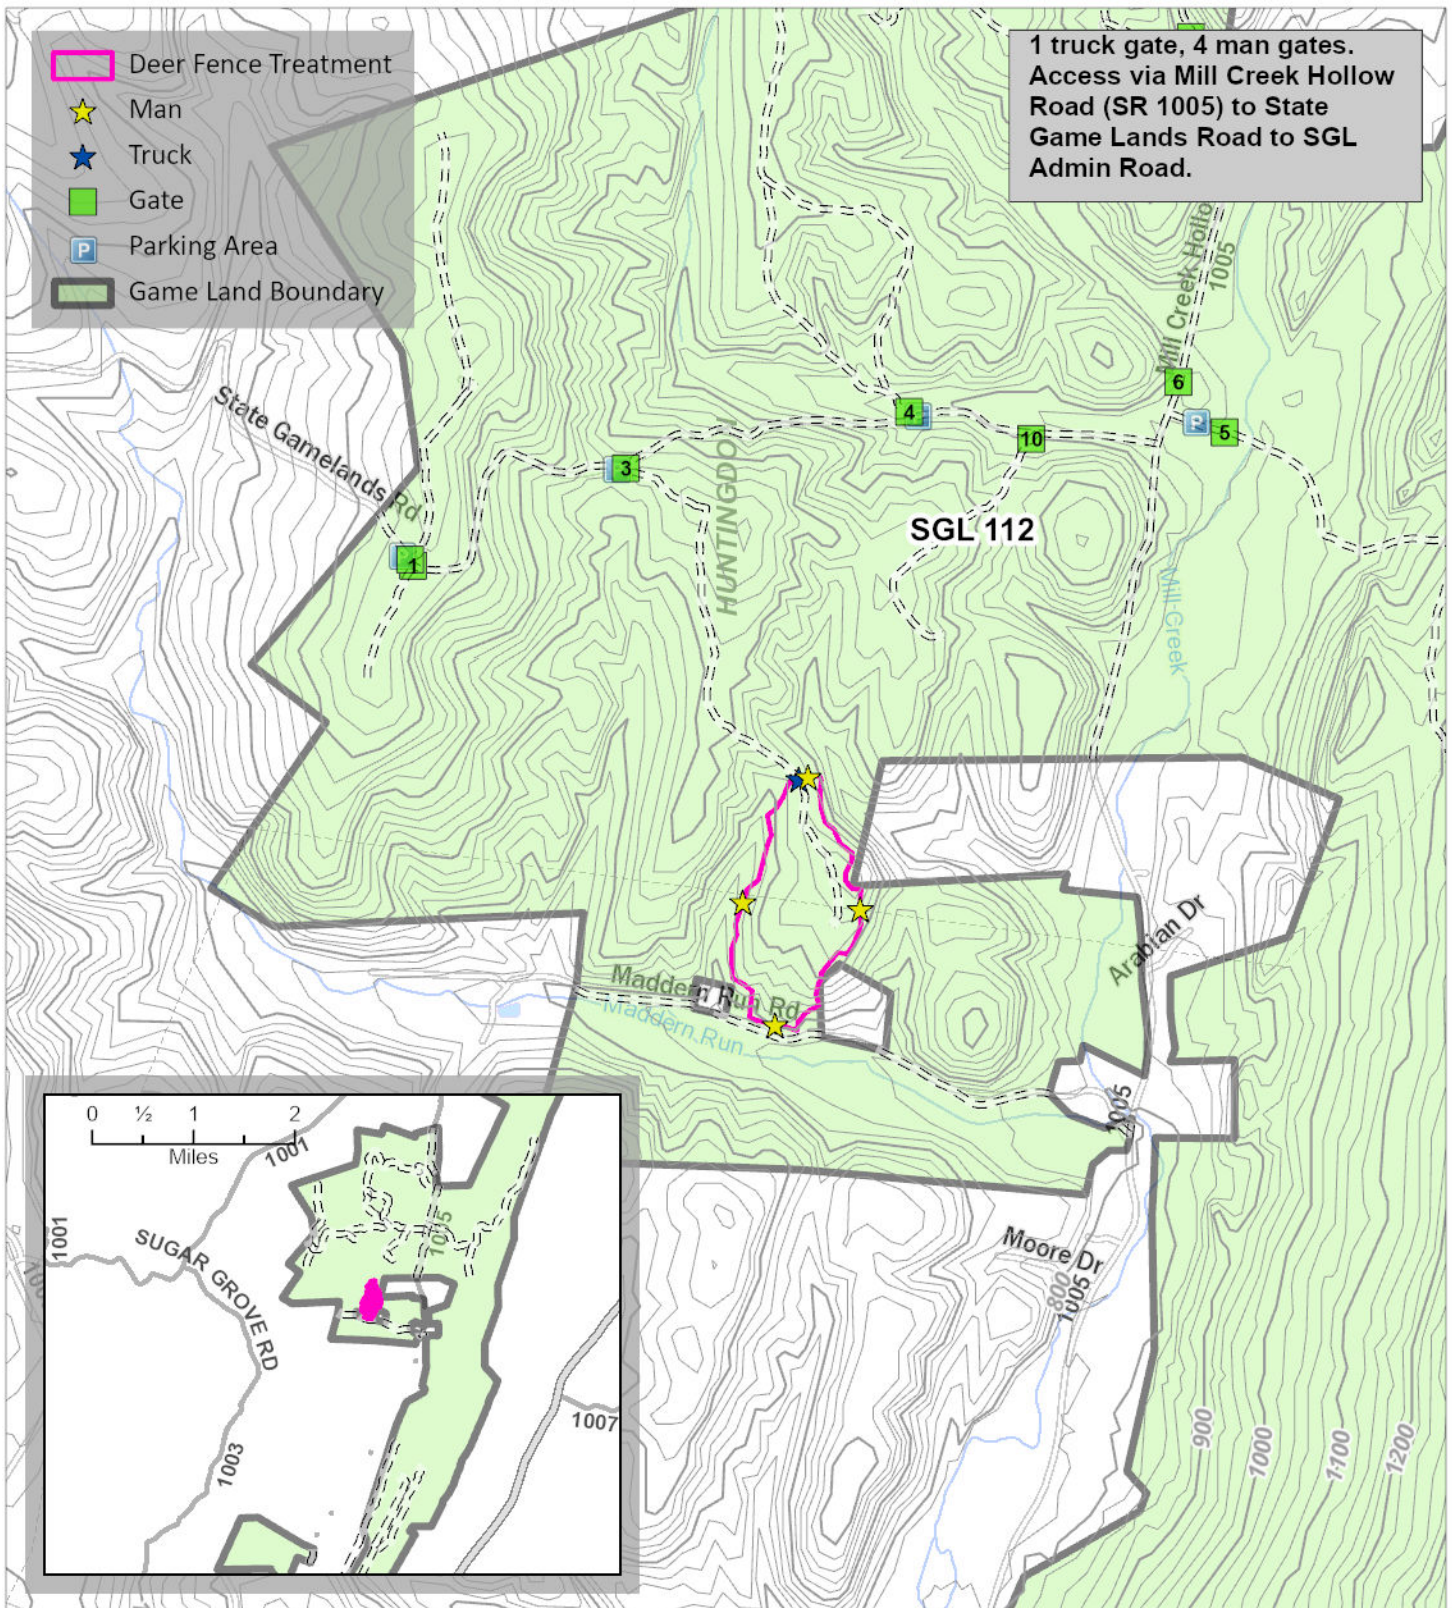 Deer Fence Treatment
Man
Truck
Gate
P Parking Area
Game Land Boundary
1 truck gate, 4 man gates.
Access via Mill Creek Hollow
Road (SR 1005) to State
Game Lands Road to SGL
Admin Road.
Mill Creek Hollo
1005
6
P
5
4
10
3
State Gamelands Rd
1
HUNTINGDON
SGL 112
Mill Creek
Arabian Dr
Maddern Run Rd
Maddern Run
1005
Moore Dr
800
1005
900
1000
1100
1200
0 ½ 1 2
Miles
1001
1001
1005
SUGAR GROVE RD
1003
1007